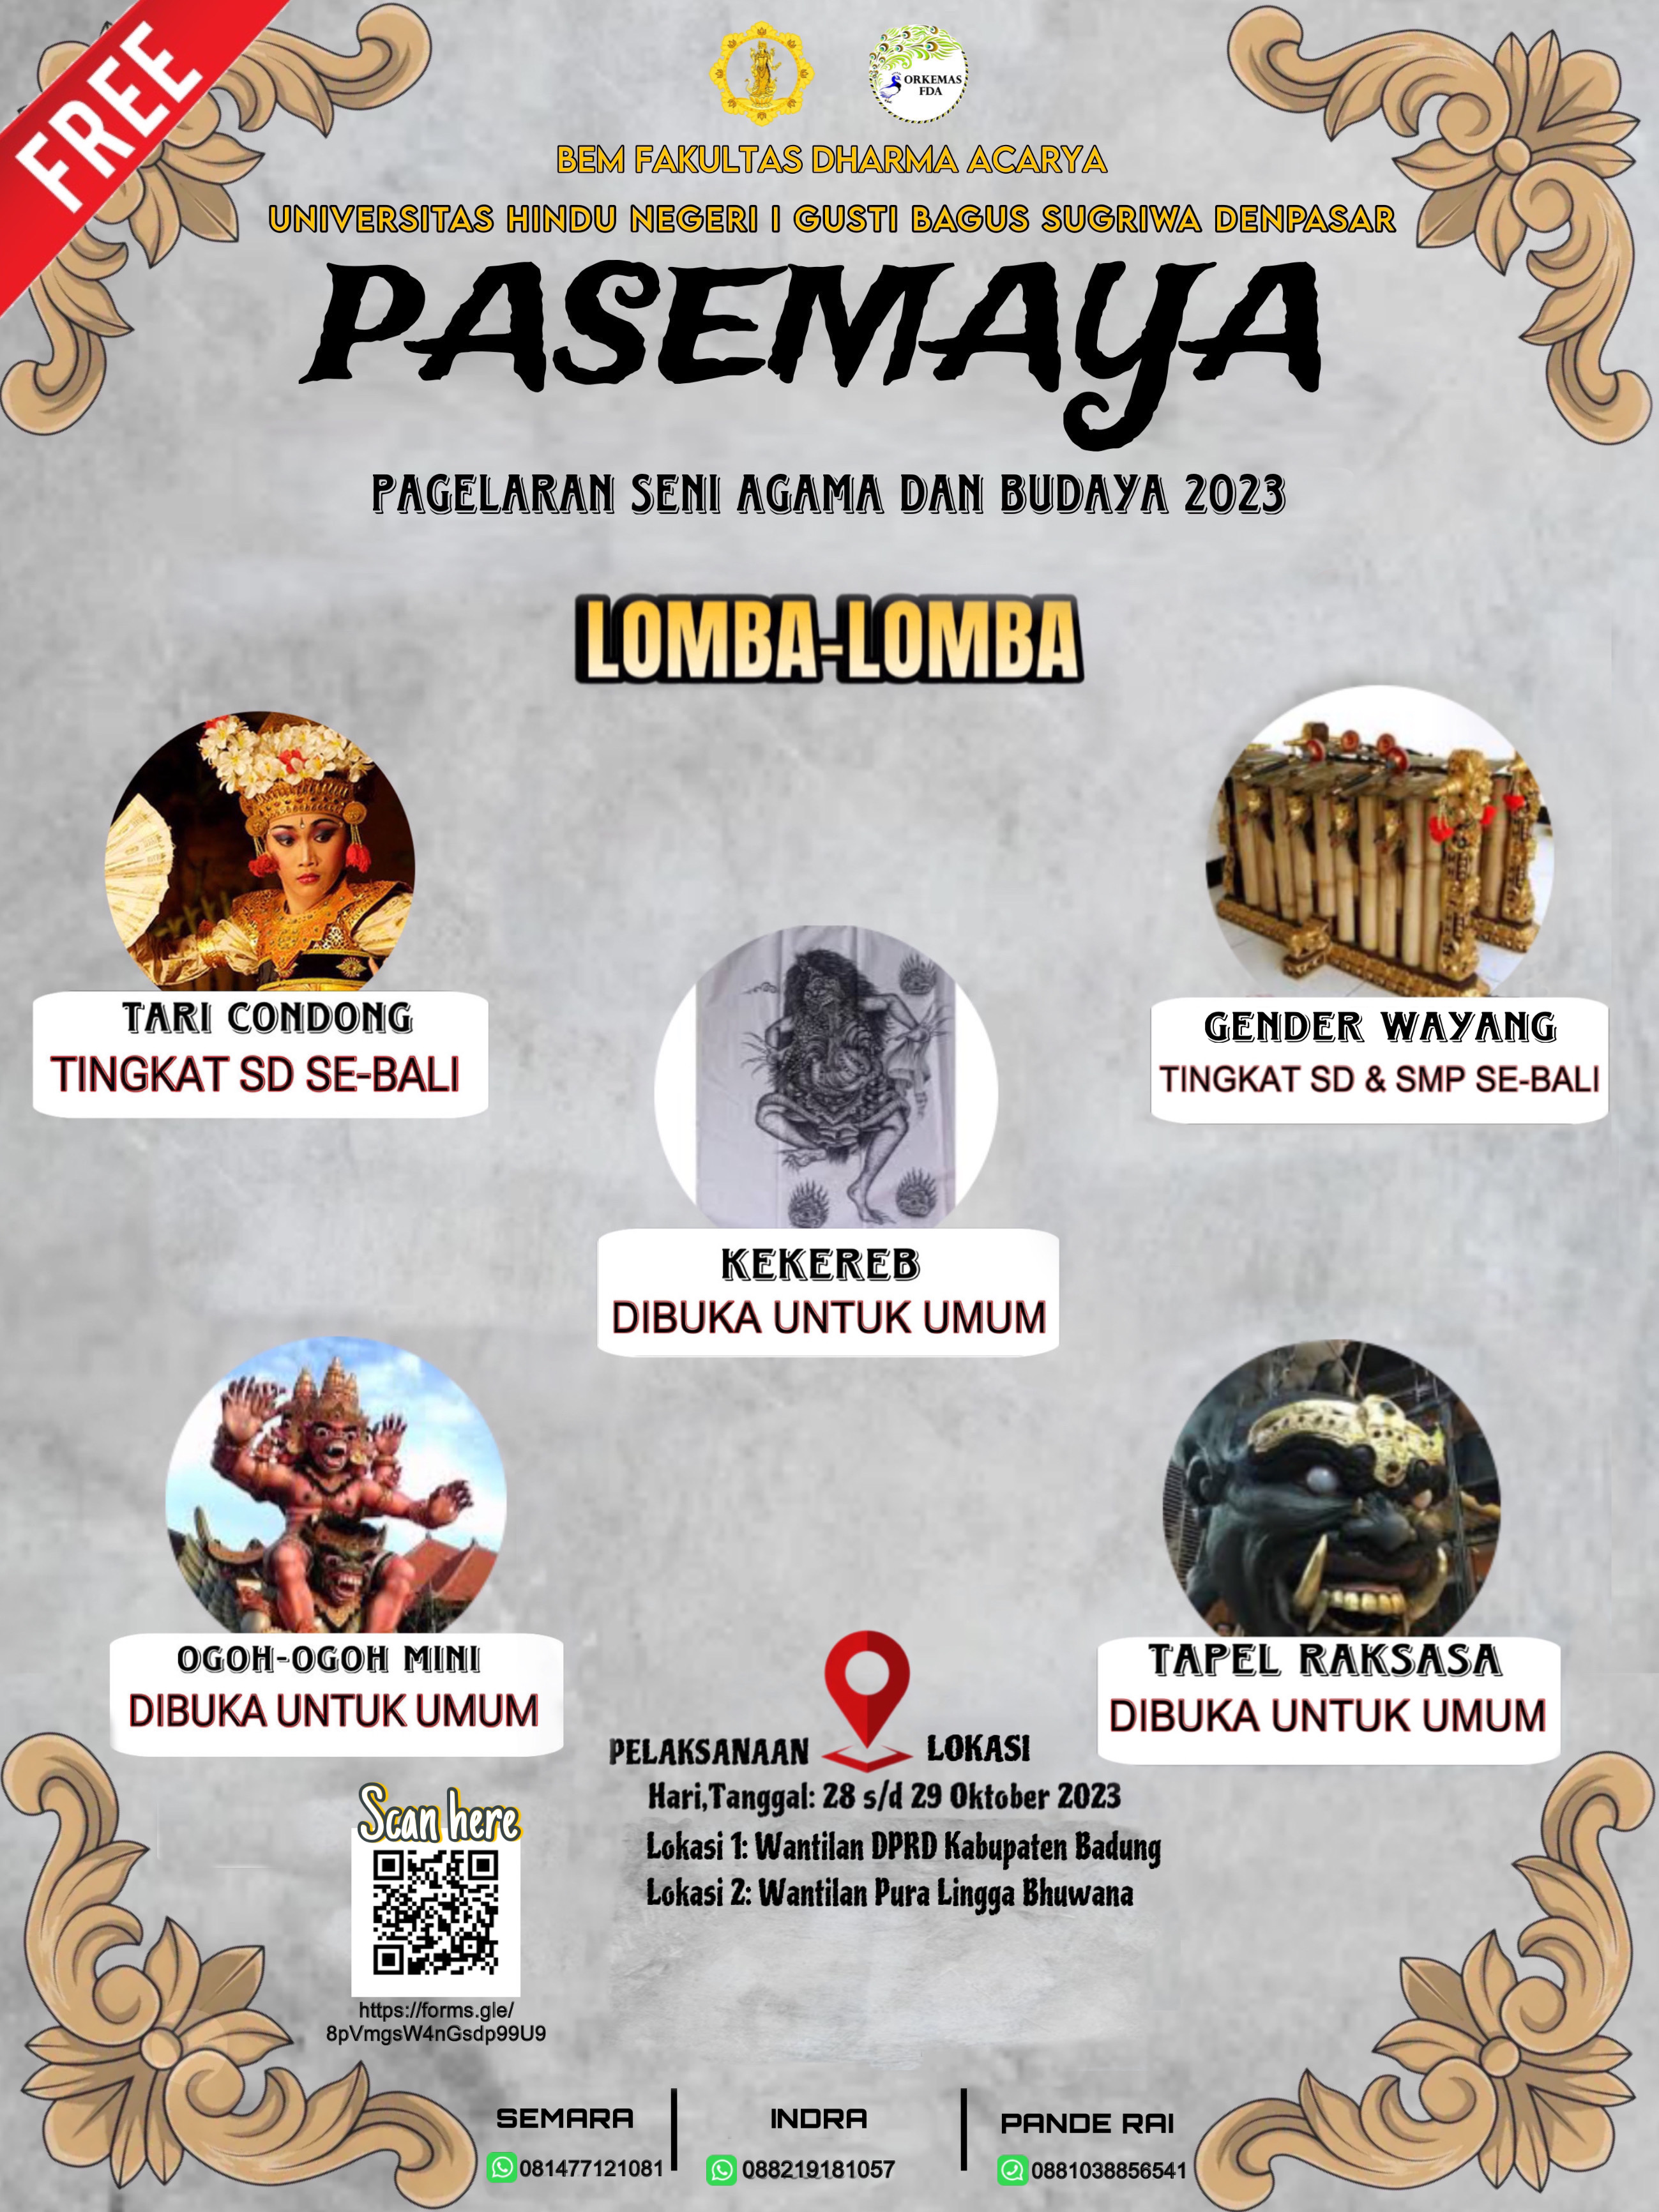 FREE
ORKEMAS
FDA
BEM FAKULTAS DHARMA ACARYA
UNIVERSITAS HINDU NEGERI I GUSTI BAGUS SUGRIWA DENPASAR
PASEMAYA
PAGELARAN SENI AGAMA DAN BUDAYA 2023
LOMBA-LOMBA
TARI CONDONG
TINGKAT SD SE-BALI
GENDER WAYANG
TINGKAT SD & SMP SE-BALI
KEKEREB
DIBUKA UNTUK UMUM
OGOH-OGOH MINI
DIBUKA UNTUK UMUM
TAPEL RAKSASA
DIBUKA UNTUK UMUM
PELAKSANAAN LOKASI
Hari,Tanggal: 28 s/d 29 Oktober 2023
Lokasi 1: Wantilan DPRD Kabupaten Badung
Lokasi 2: Wantilan Pura Lingga Bhuwana
Scan here
https://forms.gle/
8pVmgsW4nGsdp99U9
SEMARA
081477121081
INDRA
088219181057
PANDE RAI
0881038856541